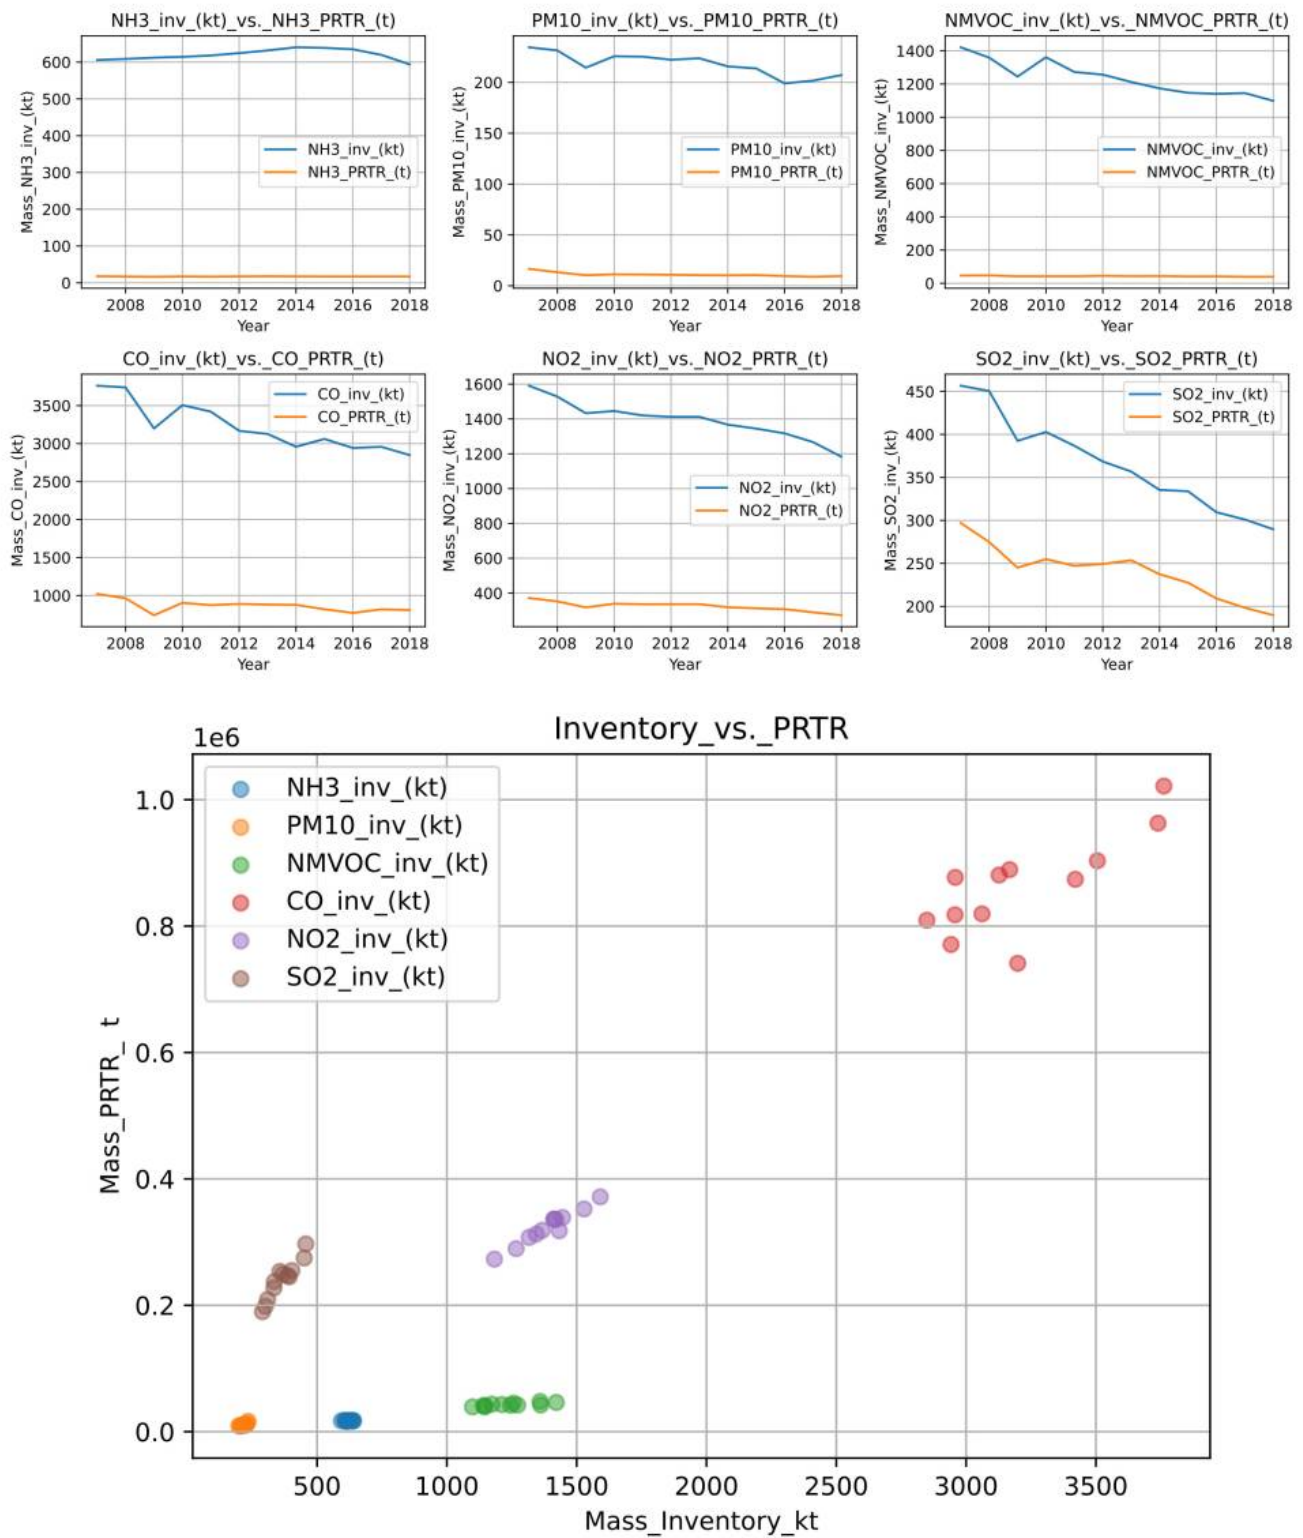 NH3_inv_(kt)_vs._NH3_PRTR_(t)
Mass_NH3_inv_(kt)
600
500
400
300
200
100
0
NH3_inv_(kt)
NH3_PRTR_(t)
2008 2010 2012 2014 2016 2018
Year
PM10_inv_(kt)_vs._PM10_PRTR_(t)
Mass_PM10_inv_(kt)
200
150
100
50
0
PM10_inv_(kt)
PM10_PRTR_(t)
2008 2010 2012 2014 2016 2018
Year
NMVOC_inv_(kt)_vs._NMVOC_PRTR_(t)
Mass_NMVOC_inv_(kt)
1400
1200
1000
800
600
400
200
0
NMVOC_inv_(kt)
NMVOC_PRTR_(t)
2008 2010 2012 2014 2016 2018
Year
CO_inv_(kt)_vs._CO_PRTR_(t)
Mass_CO_inv_(kt)
3500
3000
2500
2000
1500
1000
CO_inv_(kt)
CO_PRTR_(t)
2008 2010 2012 2014 2016 2018
Year
NO2_inv_(kt)_vs._NO2_PRTR_(t)
Mass_NO2_inv_(kt)
1600
1400
1200
1000
800
600
400
NO2_inv_(kt)
NO2_PRTR_(t)
2008 2010 2012 2014 2016 2018
Year
SO2_inv_(kt)_vs._SO2_PRTR_(t)
Mass_SO2_inv_(kt)
450
400
350
300
250
200
SO2_inv_(kt)
SO2_PRTR_(t)
2008 2010 2012 2014 2016 2018
Year
Inventory_vs._PRTR
1e6
Mass_PRTR_ t
1.0
0.8
0.6
0.4
0.2
0.0
NH3_inv_(kt)
PM10_inv_(kt)
NMVOC_inv_(kt)
CO_inv_(kt)
NO2_inv_(kt)
SO2_inv_(kt)
500 1000 1500 2000 2500 3000 3500
Mass_Inventory_kt